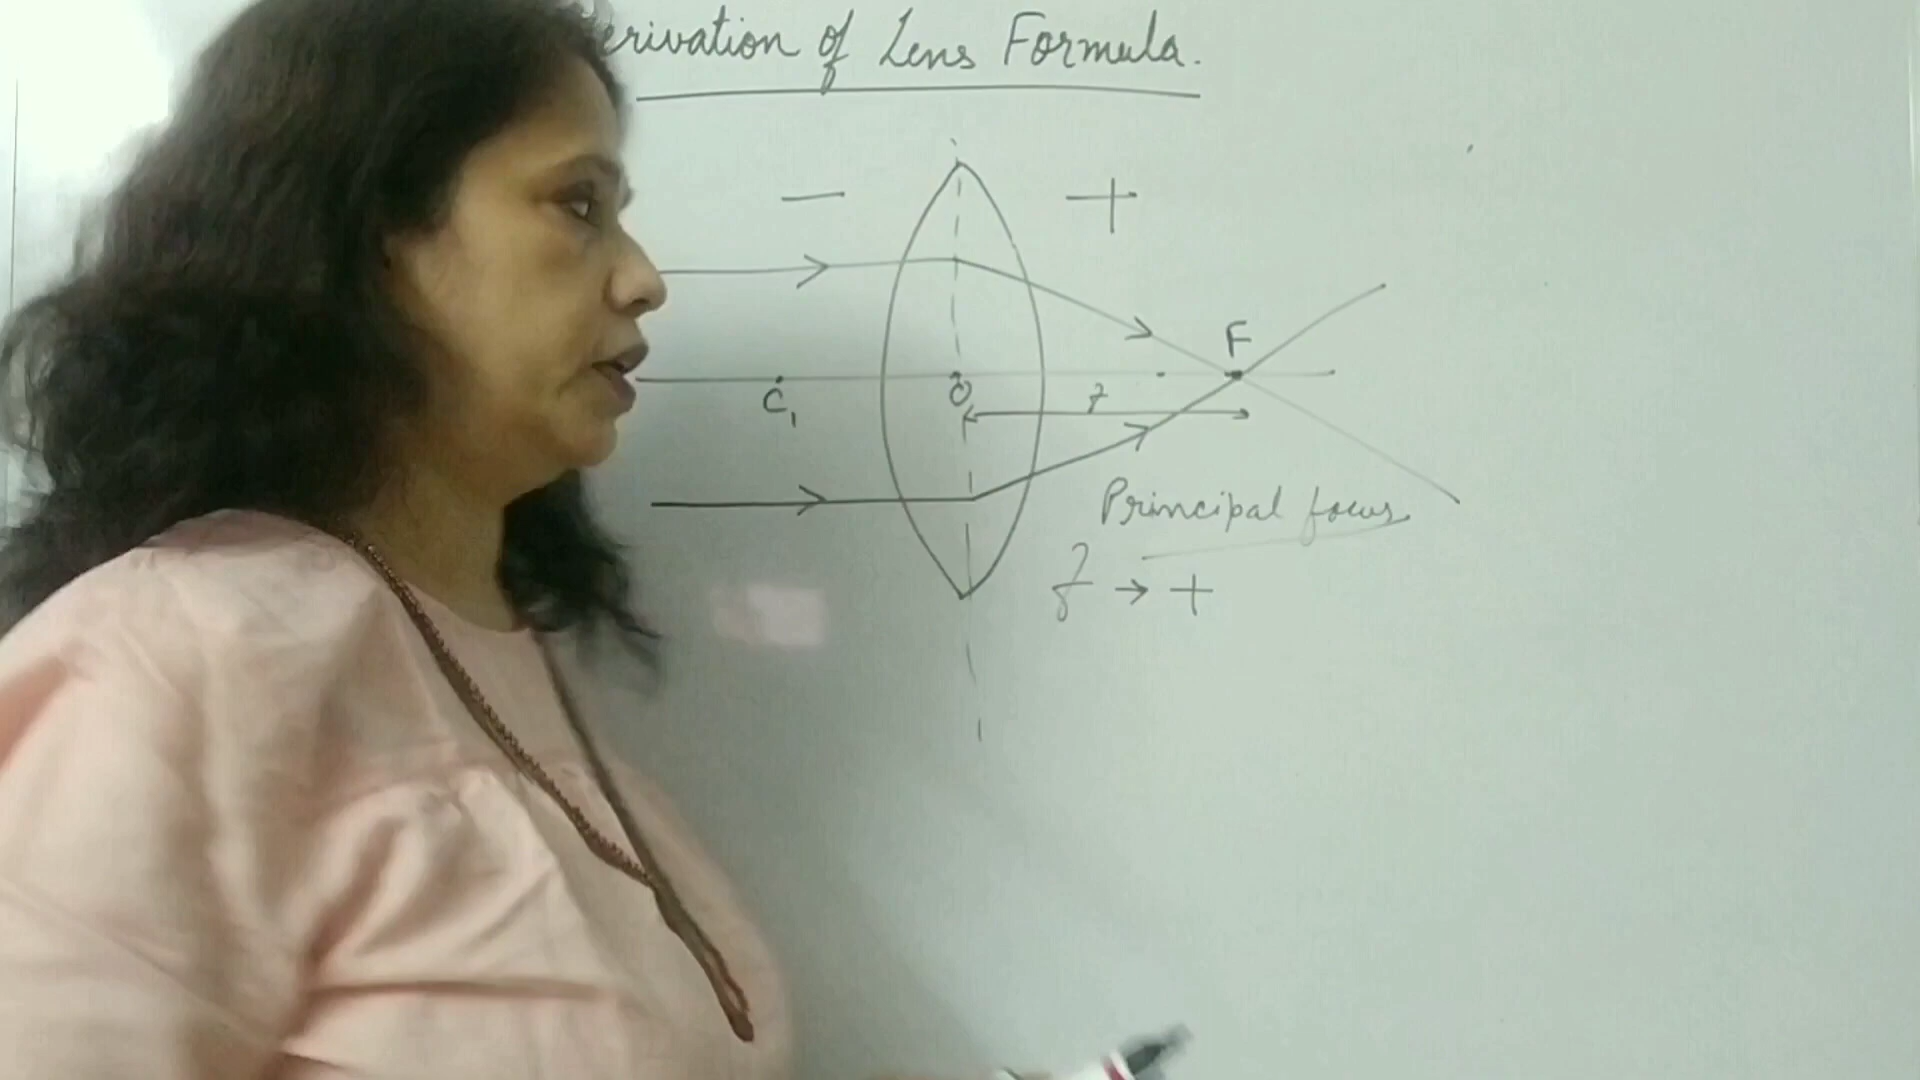 erivation of Lens Formula.
− +
F
C₁ O f
Principal focus
f → +